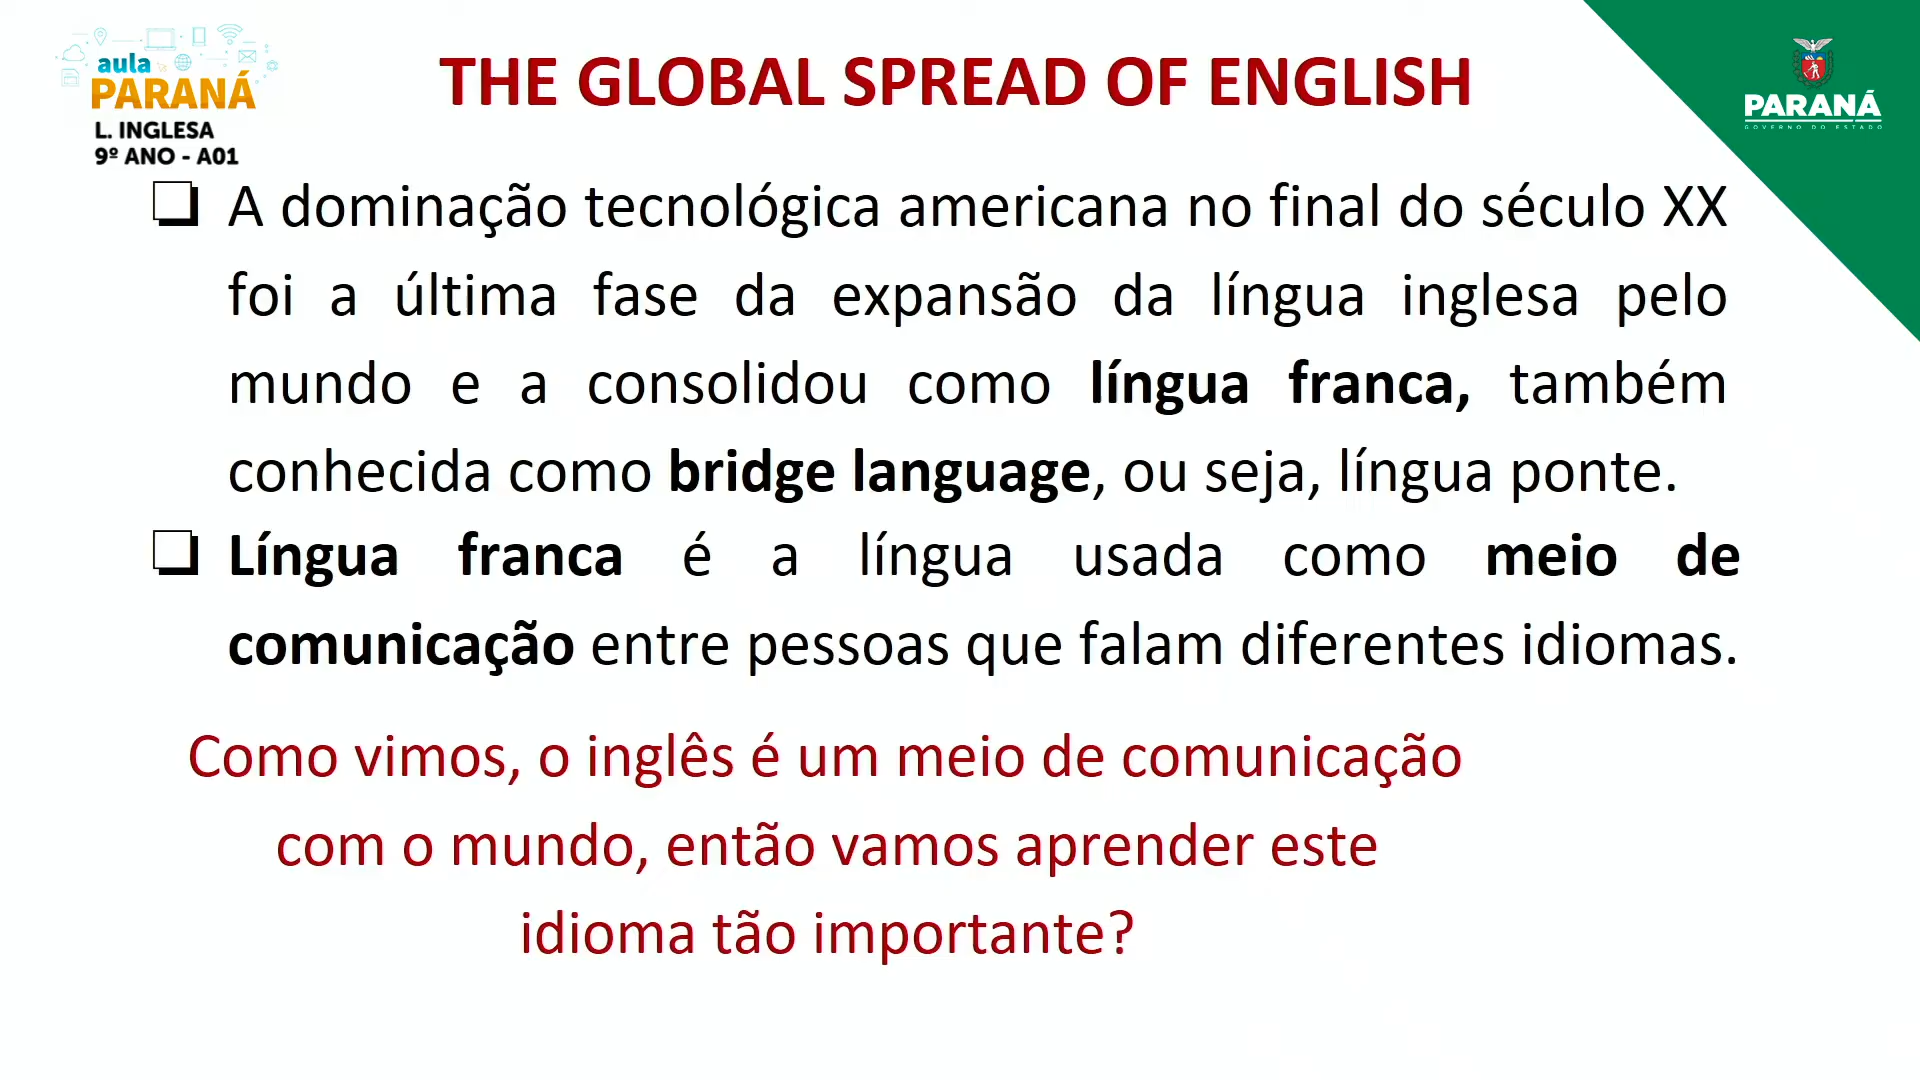 aula
PARANÁ
L. INGLESA
9º ANO - A01
THE GLOBAL SPREAD OF ENGLISH
PARANÁ
GOVERNO DO ESTADO
❏ A dominação tecnológica americana no final do século XX
foi a última fase da expansão da língua inglesa pelo
mundo e a consolidou como língua franca, também
conhecida como bridge language, ou seja, língua ponte.
❏ Língua franca é a língua usada como meio de
comunicação entre pessoas que falam diferentes idiomas.
Como vimos, o inglês é um meio de comunicação
com o mundo, então vamos aprender este
idioma tão importante?